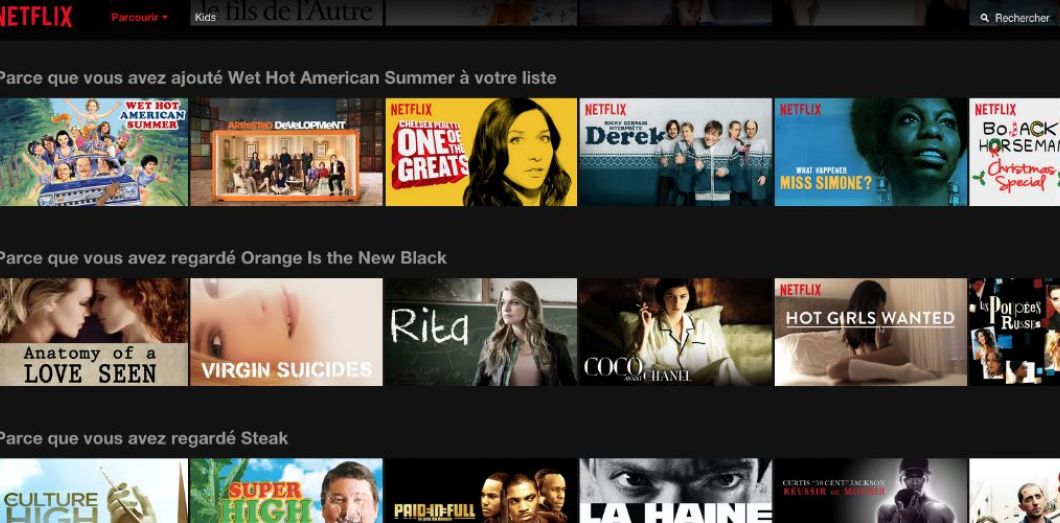 NETFLIX
Parcourir
Kids
le fils de l'Autre
Rechercher
Parce que vous avez ajouté Wet Hot American Summer à votre liste
WET HOT
AMERICAN
SUMMER
ARRESTED DEVELOPMENT
NETFLIX
CHELSEA PERETTI
ONE OF
THE
GREATS
NETFLIX
RICKY GERVAIS
INTERPRÈTE
Derek
NETFLIX
WHAT HAPPENED
MISS SIMONE?
NETFLIX
BOJACK
HORSEMAN
Christmas
Special
Parce que vous avez regardé Orange Is the New Black
Anatomy of a
LOVE SEEN
VIRGIN SUICIDES
Rita
COCO
AVANT CHANEL
NETFLIX
HOT GIRLS WANTED
LES POUPÉES
RUSSES
Parce que vous avez regardé Steak
CULTURE
HIGH
SUPER
HIGH
PAID IN FULL
LA HAINE
CURTIS "50 CENT" JACKSON
RÉUSSIR OU MOURIR